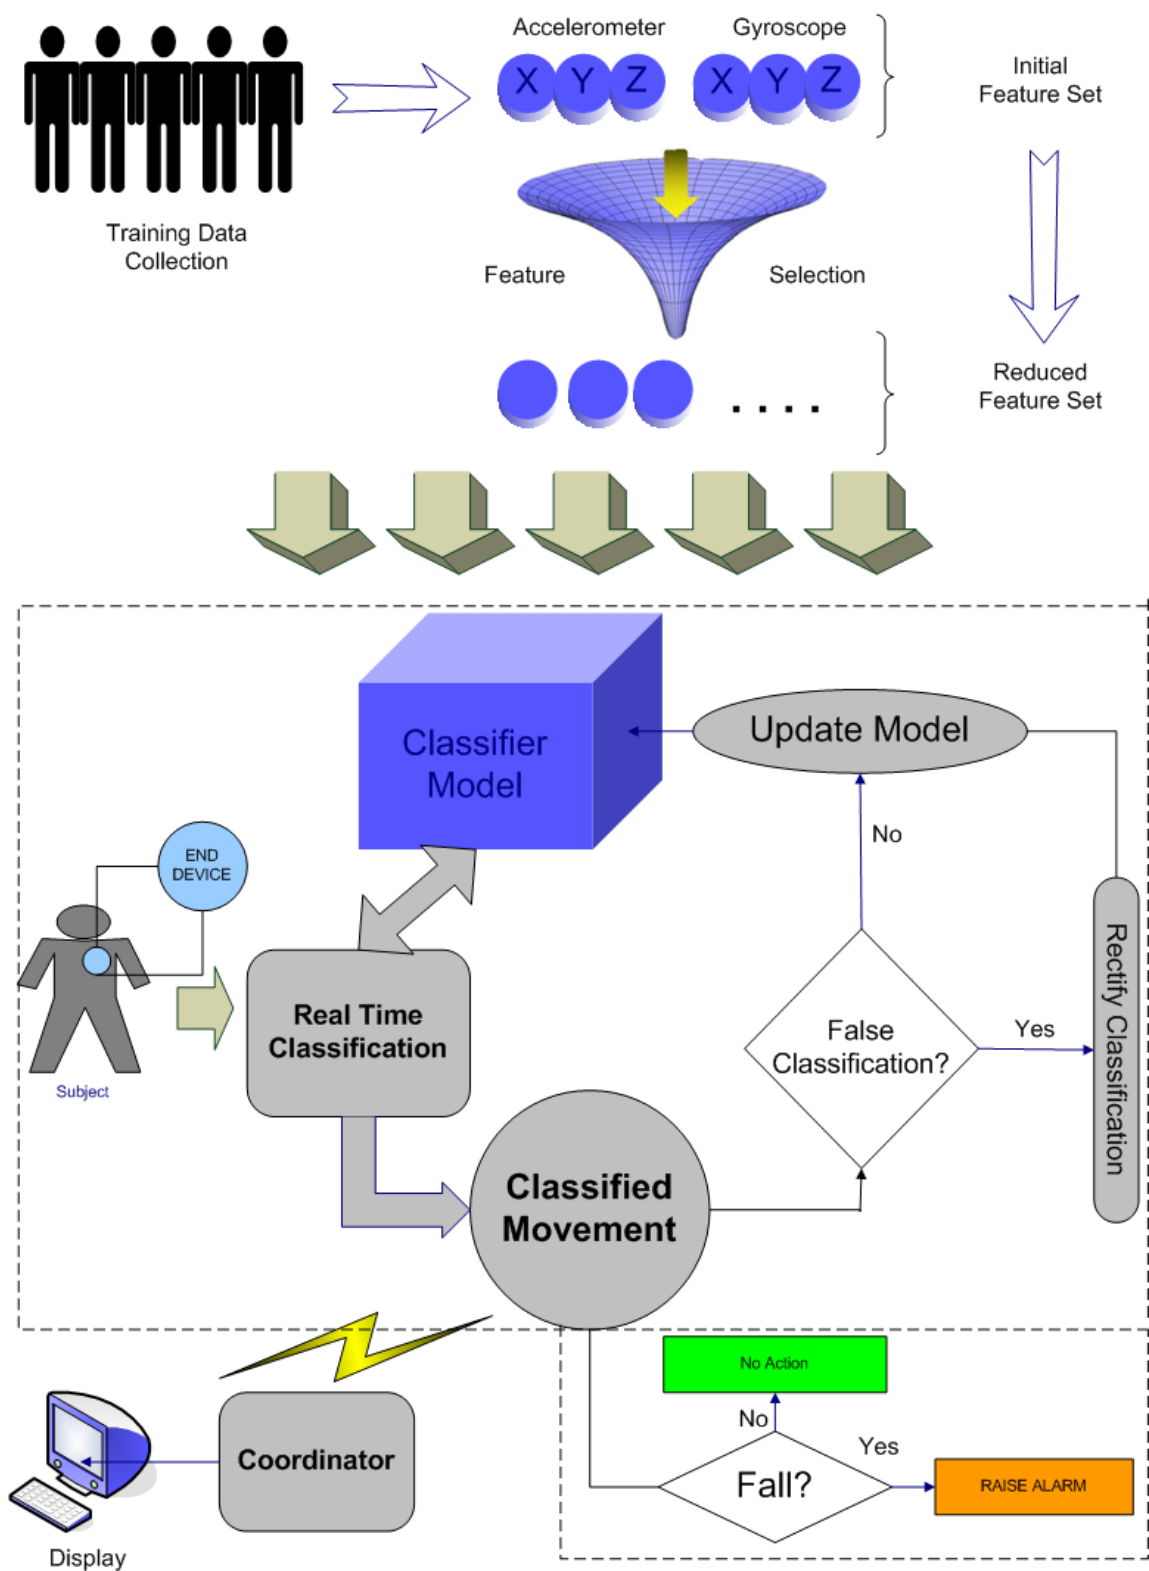 Accelerometer
Gyroscope
X Y Z
X Y Z
Initial
Feature Set
Training Data
Collection
Feature
Selection
Reduced
Feature Set
. . . .
Classifier
Model
Update Model
No
END
DEVICE
Subject
Real Time
Classification
False
Classification?
Yes
Rectify Classification
Classified
Movement
No Action
No
Yes
Fall?
RAISE ALARM
Coordinator
Display